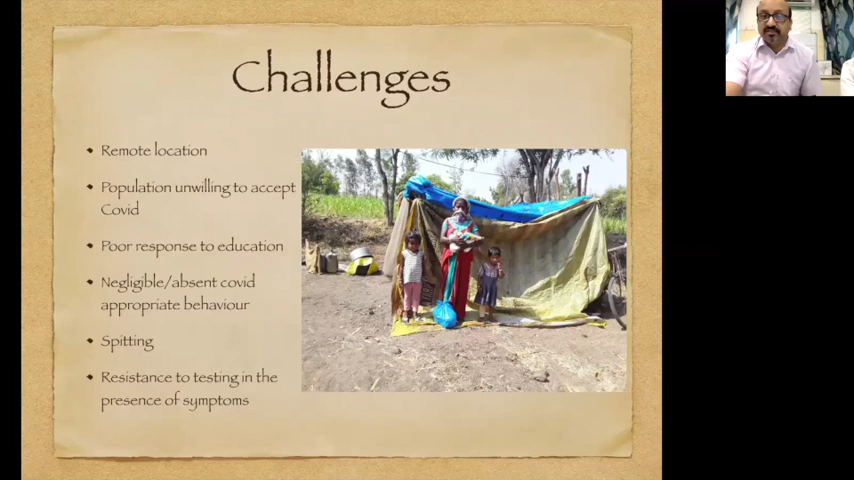 Challenges
Remote location
Population unwilling to accept
Covid
Poor response to education
Negligible/absent covid
appropriate behaviour
Spitting
Resistance to testing in the
presence of symptoms